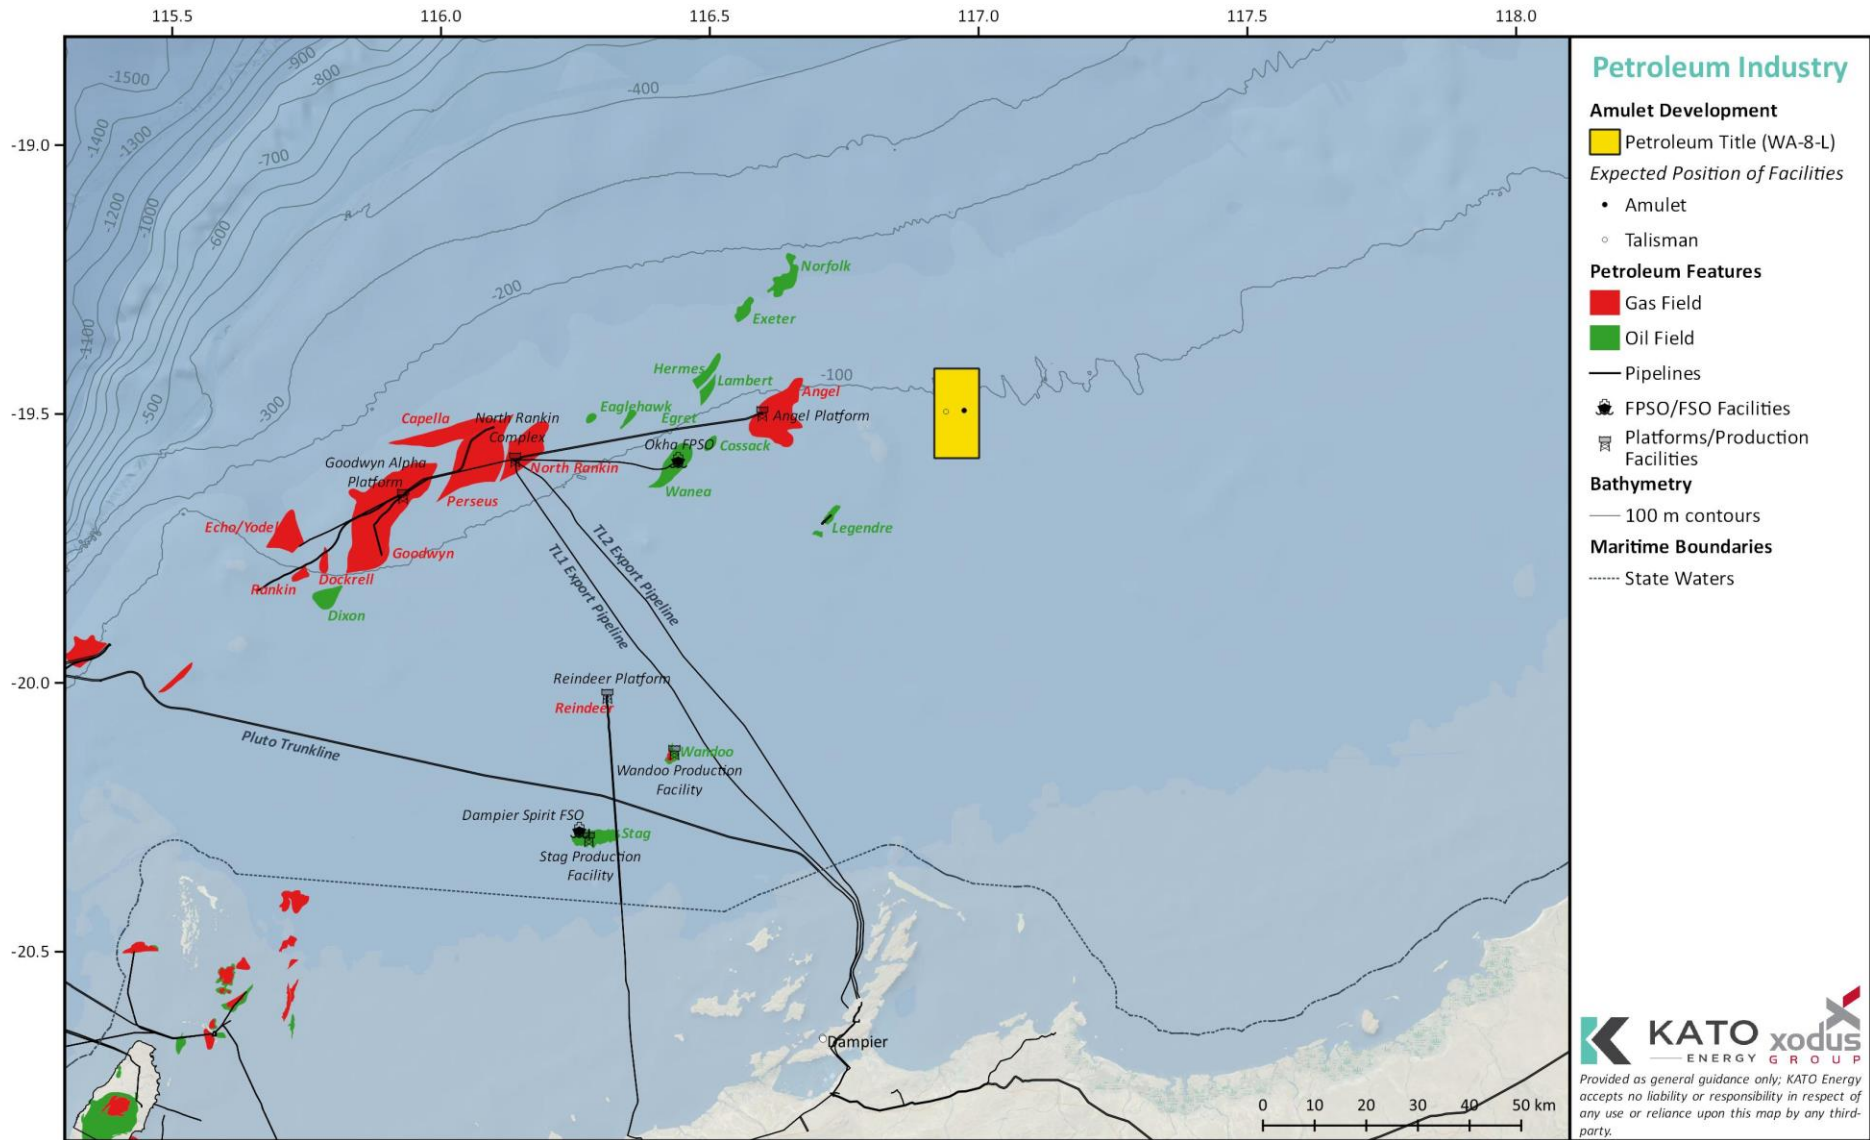 115.5
116.0
116.5
117.0
117.5
118.0
-19.0
-19.5
-20.0
-20.5
-1500
-900
-800
-400
-1400
-1300
-700
-1200
-1000
-600
-200
-1100
-500
-300
-100
Norfolk
Exeter
Hermes
Lambert
Angel
Angel Platform
Eaglehawk
Egret
Capella
North Rankin
Complex
Okha FPSO
Cossack
Goodwyn Alpha
Platform
North Rankin
Wanea
Perseus
Echo/Yodel
Legendre
Goodwyn
Dockrell
Rankin
Dixon
TL2 Export Pipeline
TL1 Export Pipeline
Reindeer Platform
Reindeer
Pluto Trunkline
Wandoo
Wandoo Production
Facility
Dampier Spirit FSO
Stag
Stag Production
Facility
Dampier
0 10 20 30 40 50 km
Petroleum Industry
Amulet Development
Petroleum Title (WA-8-L)
Expected Position of Facilities
Amulet
Talisman
Petroleum Features
Gas Field
Oil Field
Pipelines
FPSO/FSO Facilities
Platforms/Production
Facilities
Bathymetry
100 m contours
Maritime Boundaries
State Waters
KATO
ENERGY
xodus
GROUP
Provided as general guidance only; KATO Energy
accepts no liability or responsibility in respect of
any use or reliance upon this map by any third-
party.